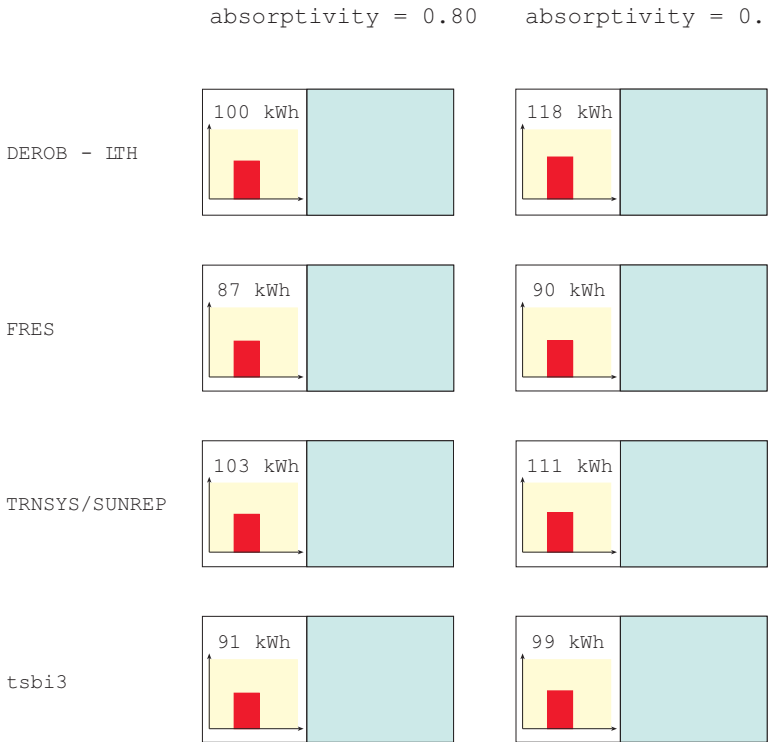 absorptivity = 0.80 absorptivity = 0.
DEROB - LTH 100 kWh 118 kWh
FRES 87 kWh 90 kWh
TRNSYS/SUNREP 103 kWh 111 kWh
tsbi3 91 kWh 99 kWh